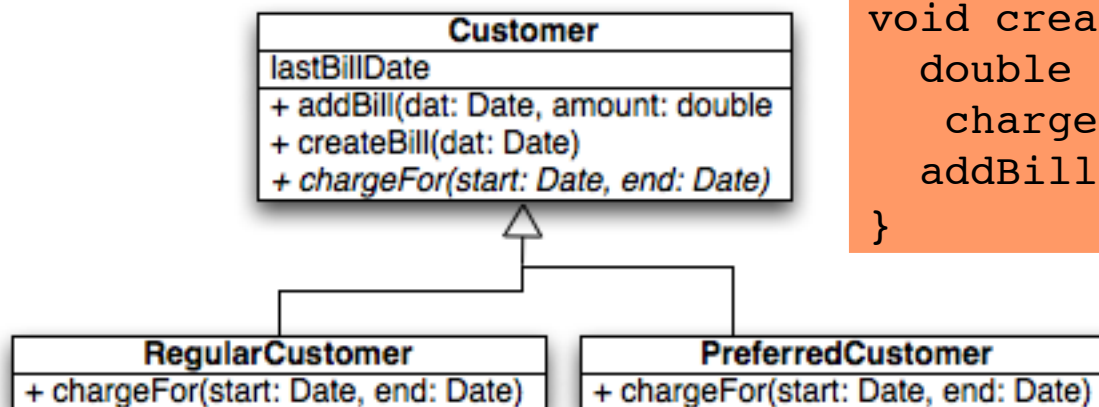 Customer
lastBillDate
+ addBill(dat: Date, amount: double
+ createBill(dat: Date)
+ chargeFor(start: Date, end: Date)
void crea
double
charge
addBill
}
RegularCustomer
+ chargeFor(start: Date, end: Date)
PreferredCustomer
+ chargeFor(start: Date, end: Date)